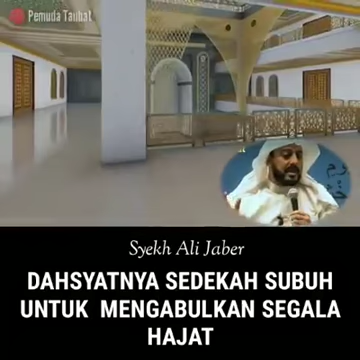 Pemuda Taubat
Syekh Ali Jaber
DAHSYATNYA SEDEKAH SUBUH
UNTUK MENGABULKAN SEGALA
HAJAT